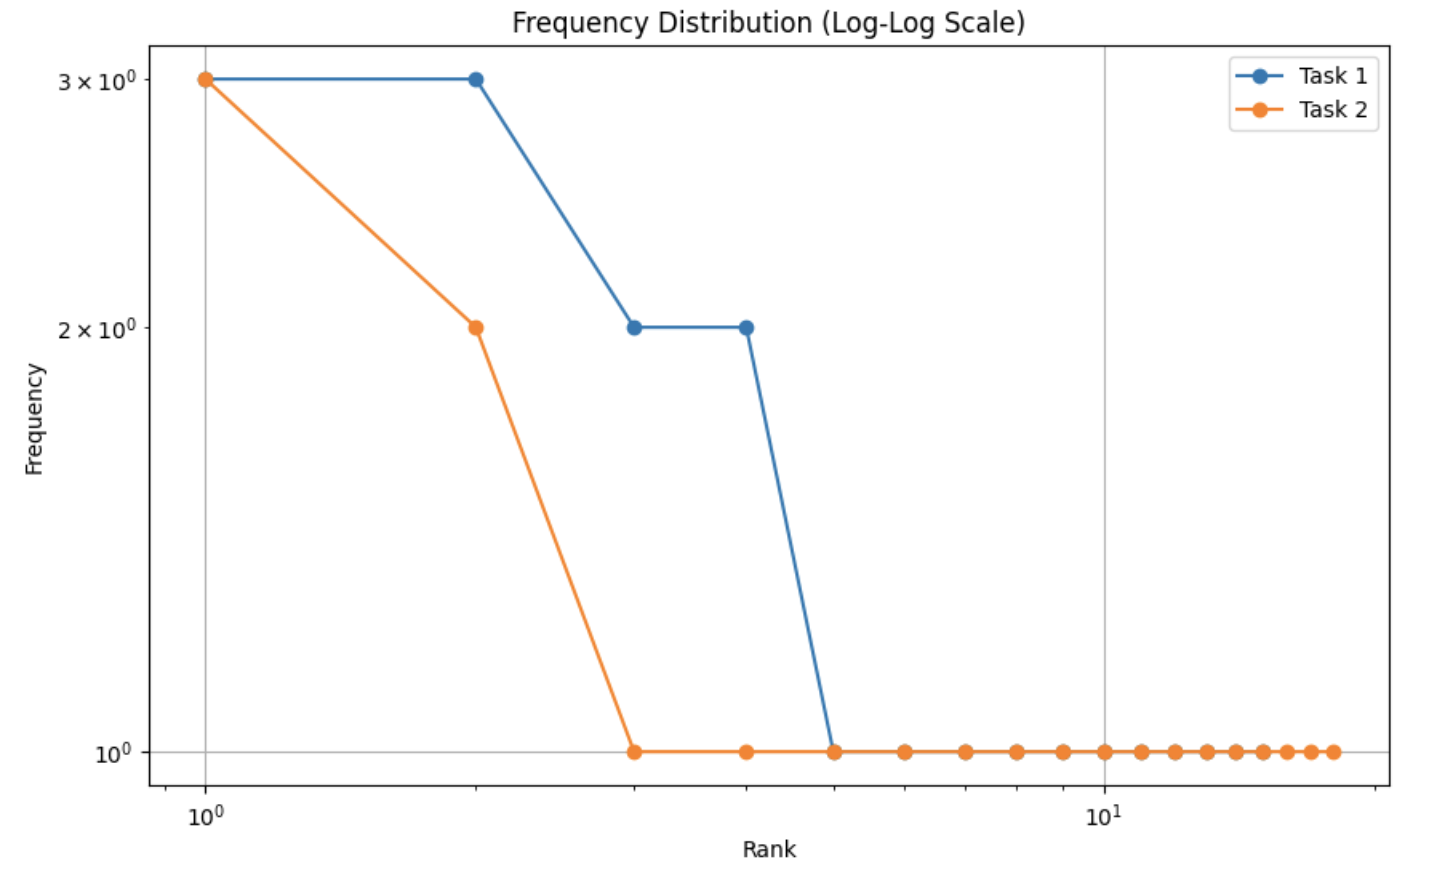 Frequency Distribution (Log-Log Scale)
Task 1
Task 2
3 × 10⁰
2 × 10⁰
10⁰
Frequency
10⁰
10¹
Rank